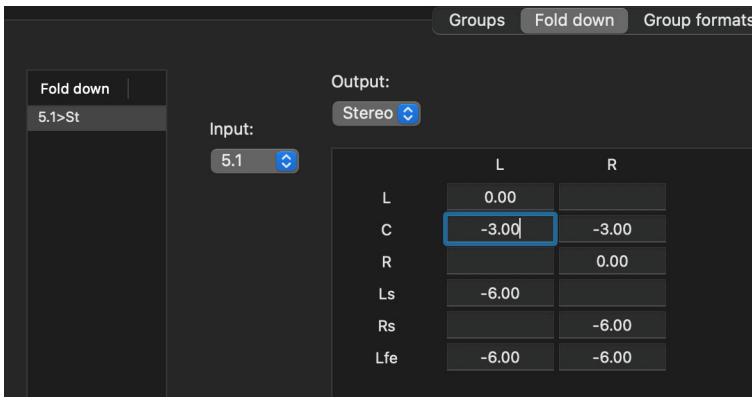 Groups Fold down Group formats
Fold down
5.1>St
Input:
5.1
Output:
Stereo
L R
L 0.00
C -3.00 -3.00
R 0.00
Ls -6.00
Rs -6.00
Lfe -6.00 -6.00